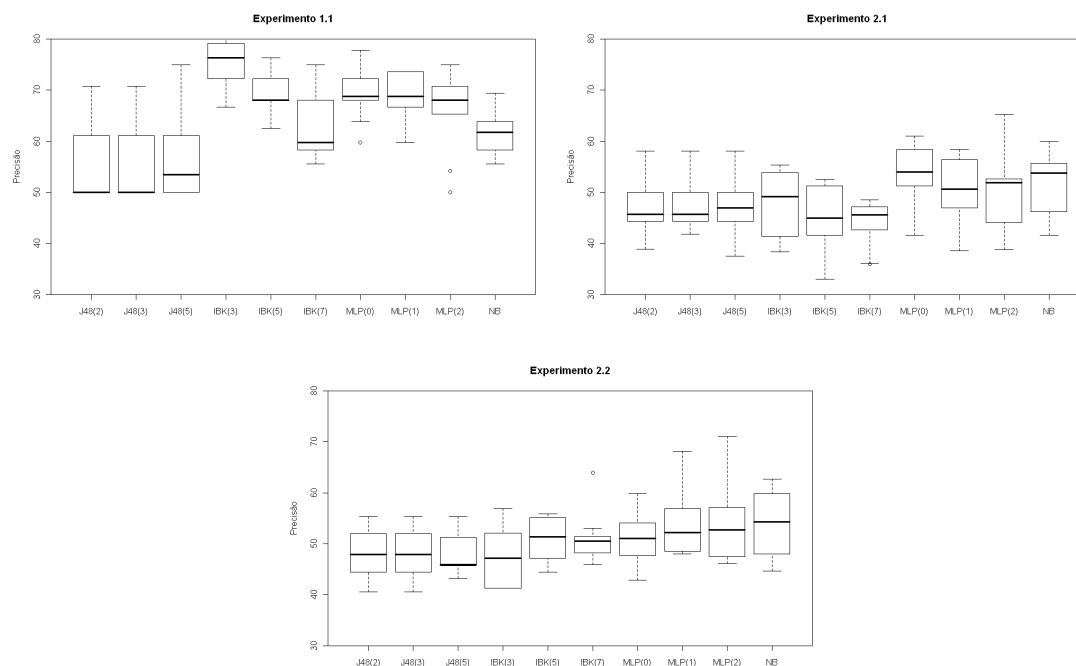 Experimento 1.1
Precisão
80
70
60
50
40
30
J48(2) J48(3) J48(5) IBK(3) IBK(5) IBK(7) MLP(0) MLP(1) MLP(2) NB
Experimento 2.1
Precisão
80
70
60
50
40
30
J48(2) J48(3) J48(5) IBK(3) IBK(5) IBK(7) MLP(0) MLP(1) MLP(2) NB
Experimento 2.2
Precisão
80
70
60
50
40
30
J48(2) J48(3) J48(5) IBK(3) IBK(5) IBK(7) MLP(0) MLP(1) MLP(2) NB